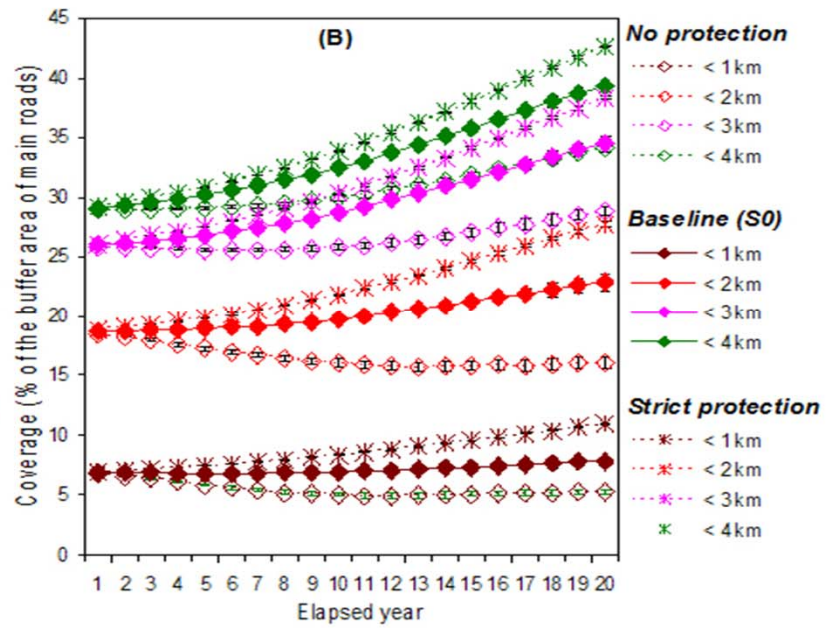 (B)
Coverage (% of the buffer area of main roads)
45
40
35
30
25
20
15
10
5
0
1 2 3 4 5 6 7 8 9 10 11 12 13 14 15 16 17 18 19 20
Elapsed year
No protection
< 1km
< 2km
< 3km
< 4km
Baseline (S0)
< 1km
< 2km
< 3km
< 4km
Strict protection
< 1km
< 2km
< 3km
< 4km